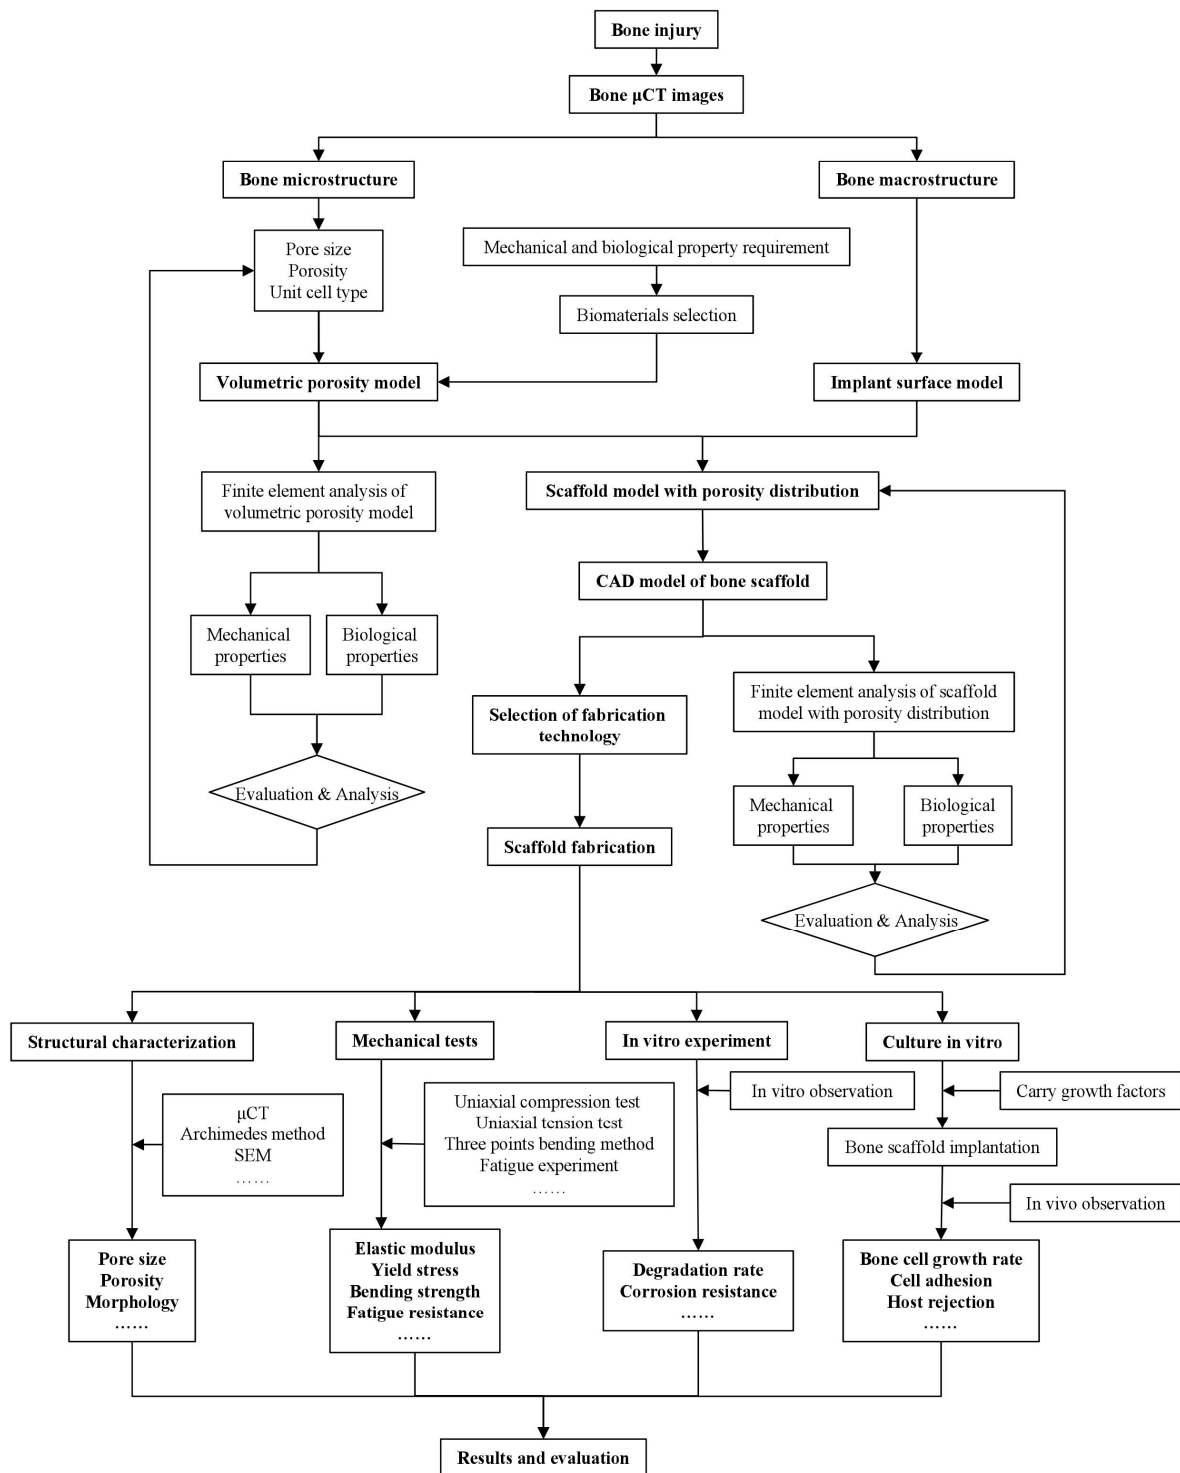 Bone injury
Bone μCT images
Bone microstructure
Bone macrostructure
Pore size
Porosity
Unit cell type
Mechanical and biological property requirement
Biomaterials selection
Volumetric porosity model
Implant surface model
Finite element analysis of
volumetric porosity model
Scaffold model with porosity distribution
CAD model of bone scaffold
Mechanical
properties
Biological
properties
Selection of fabrication
technology
Finite element analysis of scaffold
model with porosity distribution
Evaluation & Analysis
Mechanical
properties
Biological
properties
Scaffold fabrication
Evaluation & Analysis
Structural characterization
Mechanical tests
In vitro experiment
Culture in vitro
μCT
Archimedes method
SEM
……
Uniaxial compression test
Uniaxial tension test
Three points bending method
Fatigue experiment
……
In vitro observation
Carry growth factors
Bone scaffold implantation
In vivo observation
Pore size
Porosity
Morphology
……
Elastic modulus
Yield stress
Bending strength
Fatigue resistance
……
Degradation rate
Corrosion resistance
……
Bone cell growth rate
Cell adhesion
Host rejection
……
Results and evaluation